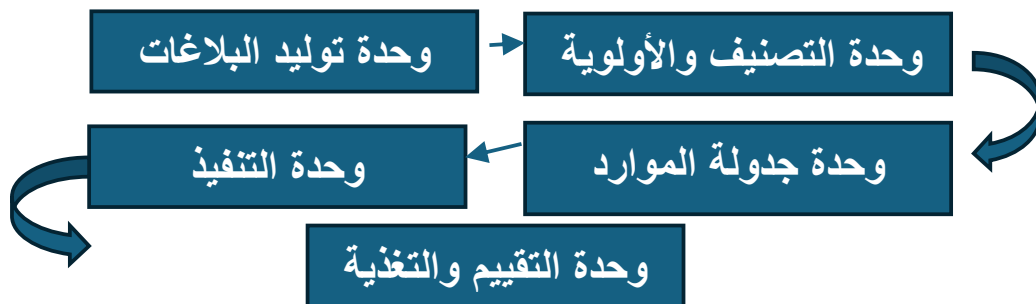 وحدة توليد البلاغات
وحدة التصنيف والأولوية
وحدة جدولة الموارد
وحدة التنفيذ
وحدة التقييم والتغذية